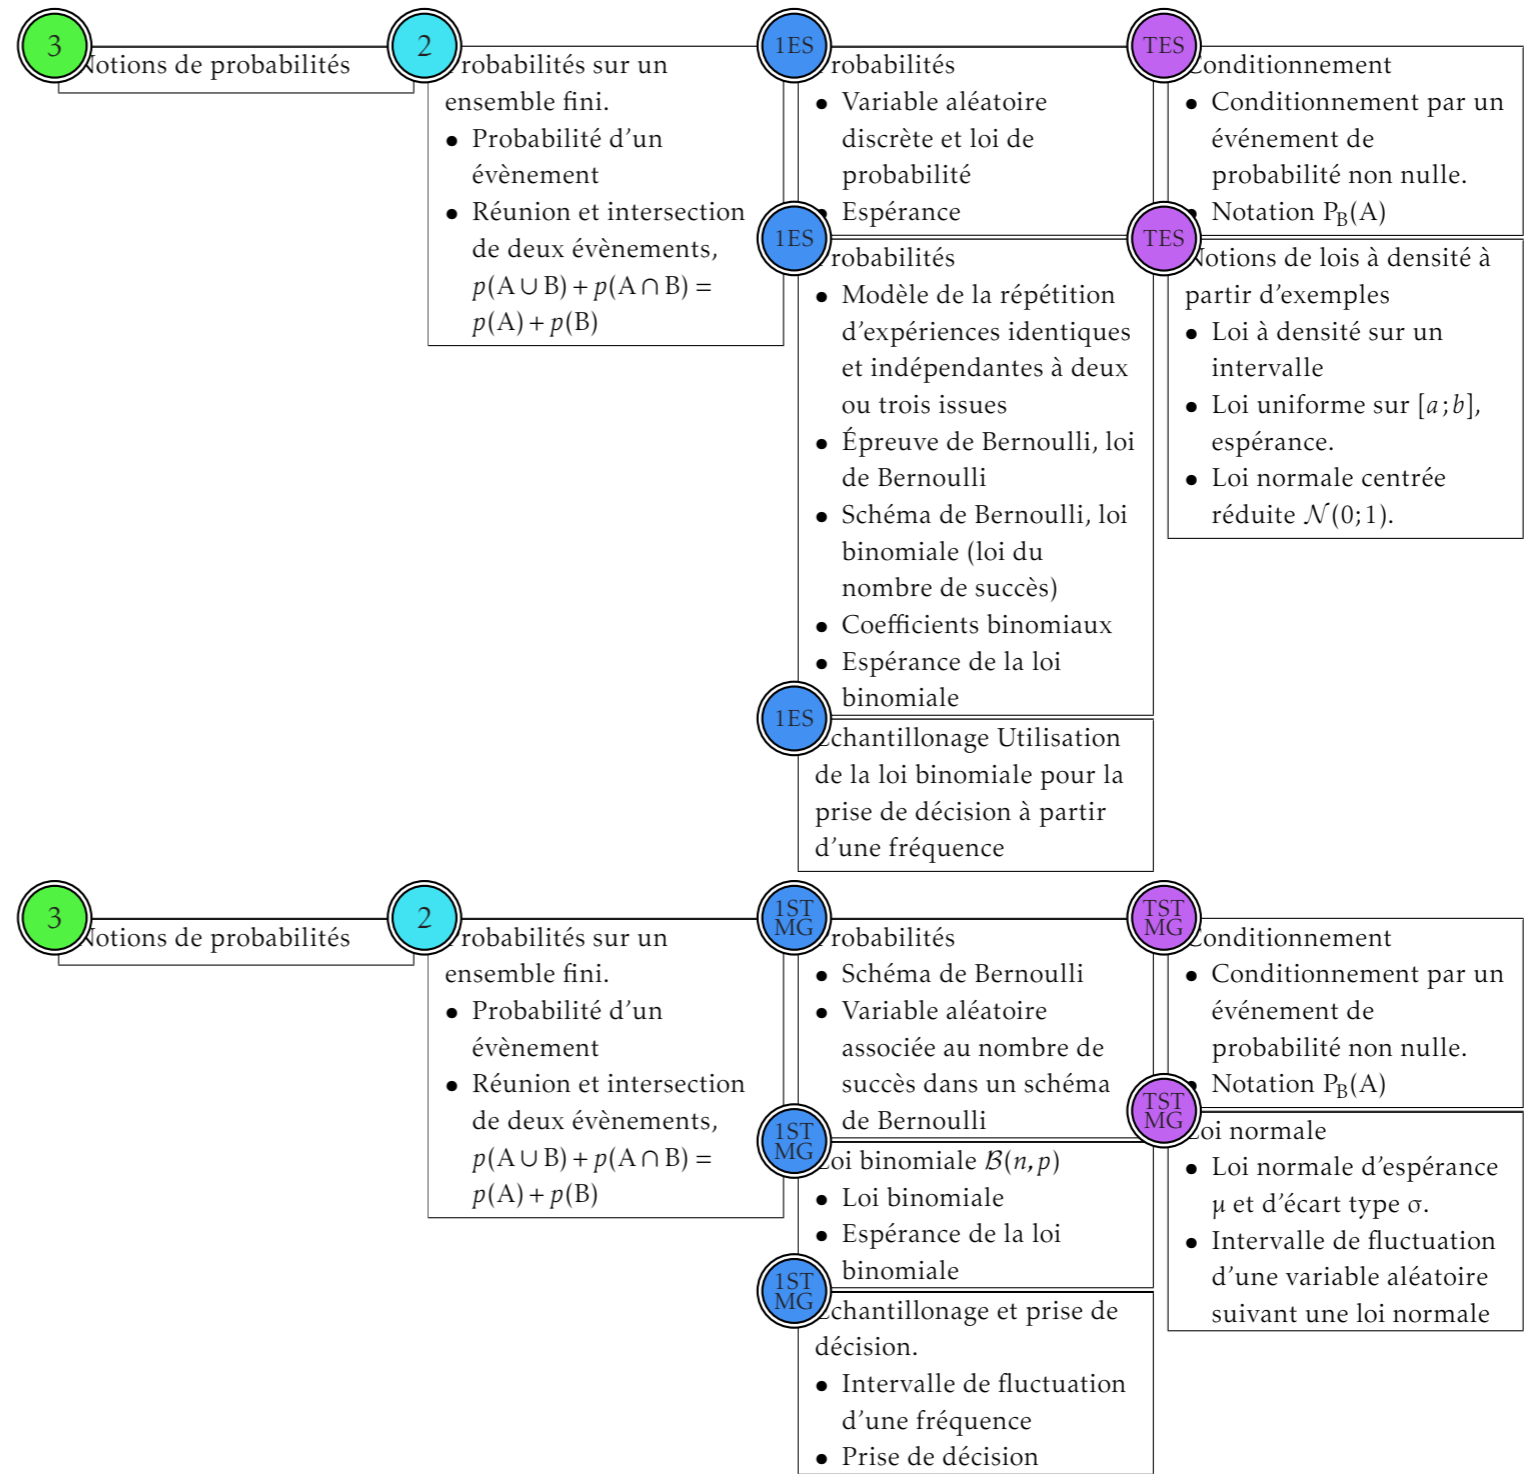 3
Notions de probabilités
2
Probabilités sur un
ensemble fini.
• Probabilité d'un
évènement
• Réunion et intersection
de deux évènements,
p(A ∪ B) + p(A ∩ B) =
p(A) + p(B)
1ES
Probabilités
• Variable aléatoire
discrète et loi de
probabilité
• Espérance
1ES
Probabilités
• Modèle de la répétition
d'expériences identiques
et indépendantes à deux
ou trois issues
• Épreuve de Bernoulli, loi
de Bernoulli
• Schéma de Bernoulli, loi
binomiale (loi du
nombre de succès)
• Coefficients binomiaux
• Espérance de la loi
binomiale
1ES
Échantillonage Utilisation
de la loi binomiale pour la
prise de décision à partir
d'une fréquence
TES
Conditionnement
• Conditionnement par un
événement de
probabilité non nulle.
• Notation P_B(A)
TES
Notions de lois à densité à
partir d'exemples
• Loi à densité sur un
intervalle
• Loi uniforme sur [a;b],
espérance.
• Loi normale centrée
réduite 𝒩(0;1).
3
Notions de probabilités
2
Probabilités sur un
ensemble fini.
• Probabilité d'un
évènement
• Réunion et intersection
de deux évènements,
p(A ∪ B) + p(A ∩ B) =
p(A) + p(B)
1ST
MG
Probabilités
• Schéma de Bernoulli
• Variable aléatoire
associée au nombre de
succès dans un schéma
de Bernoulli
1ST
MG
Loi binomiale ℬ(n,p)
• Loi binomiale
• Espérance de la loi
binomiale
1ST
MG
Échantillonage et prise de
décision.
• Intervalle de fluctuation
d'une fréquence
• Prise de décision
TST
MG
Conditionnement
• Conditionnement par un
événement de
probabilité non nulle.
• Notation P_B(A)
TST
MG
Loi normale
• Loi normale d'espérance
μ et d'écart type σ.
• Intervalle de fluctuation
d'une variable aléatoire
suivant une loi normale